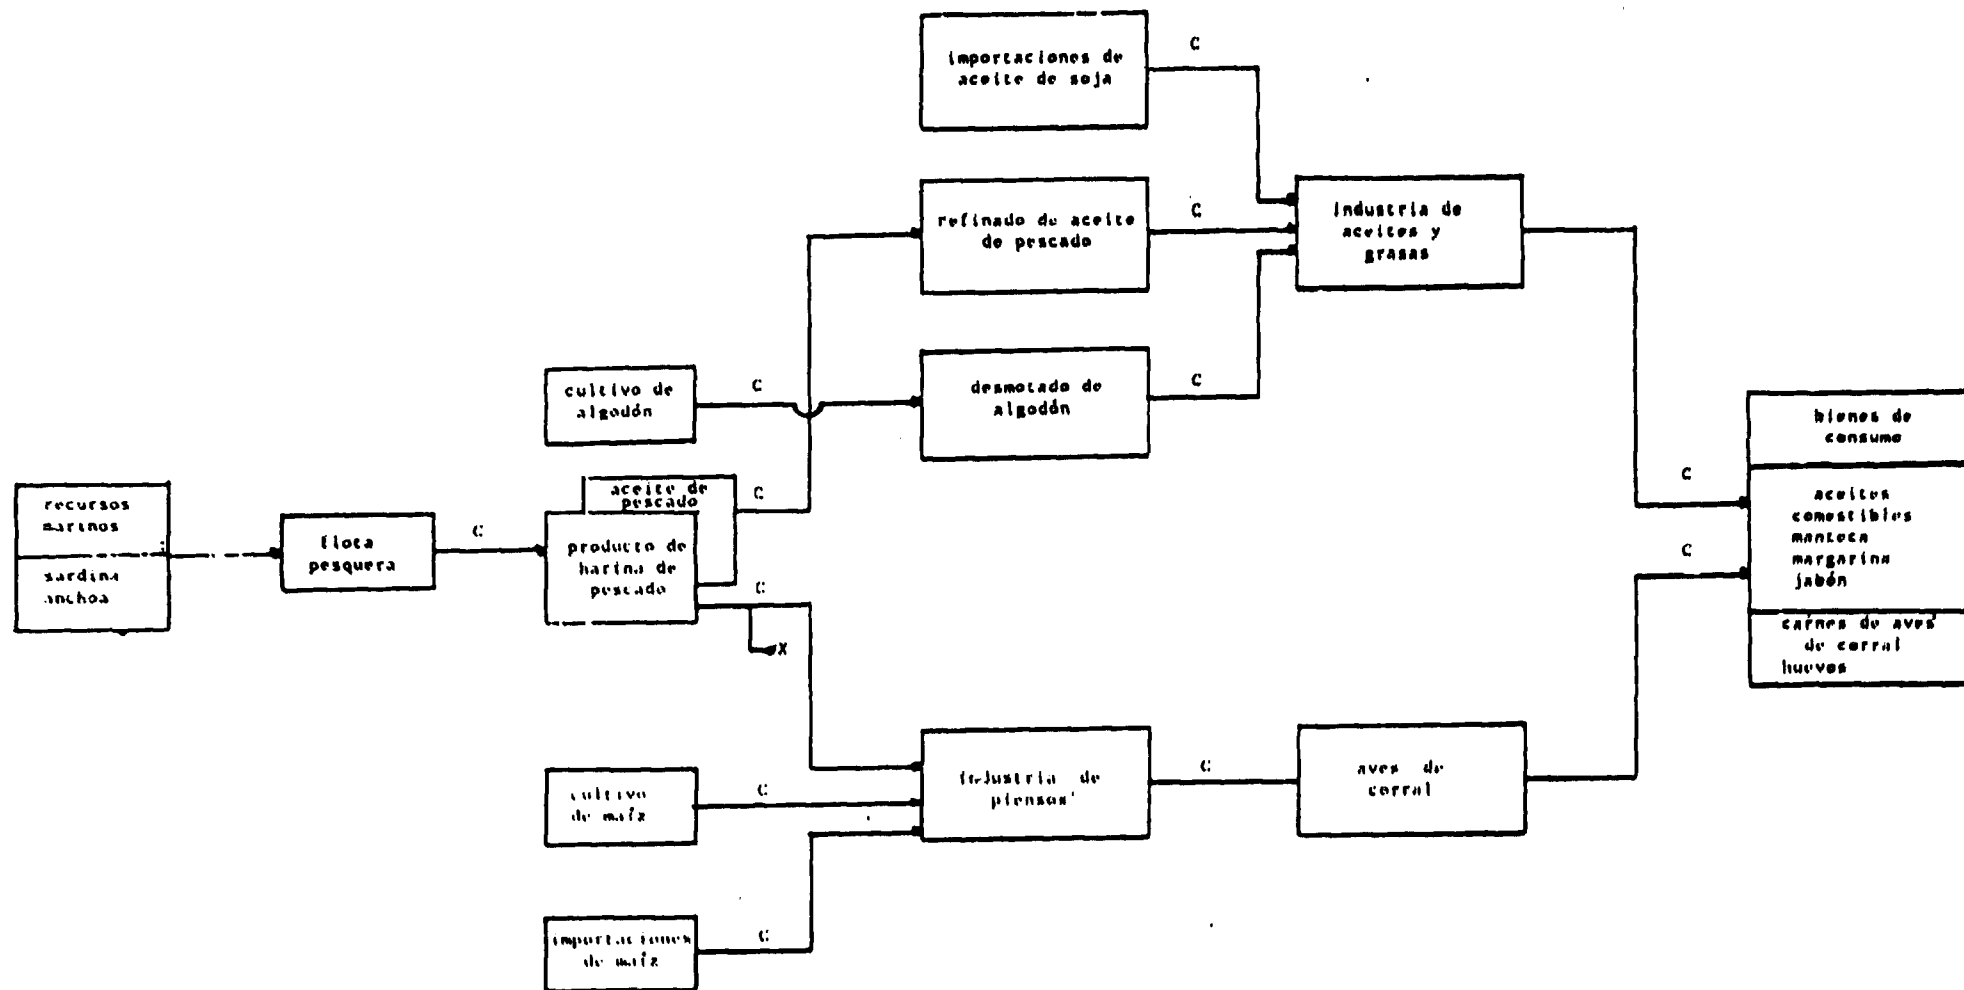 importaciones de
aceite de soja
C
refinado de aceite
de pescado
C
industria de
aceites y
grasas
cultivo de
algodón
C
desmotado de
algodón
C
bienes de
consumo
C
aceites
comestibles
manteca
margarina
jabón
C
carnes de aves
de corral
huevos
recursos
marinos
sardina
anchoa
flota
pesquera
C
aceite de
pescado
C
producto de
harina de
pescado
C
X
cultivo
de maíz
C
industria de
piensos
C
aves de
corral
importaciones
de maíz
C